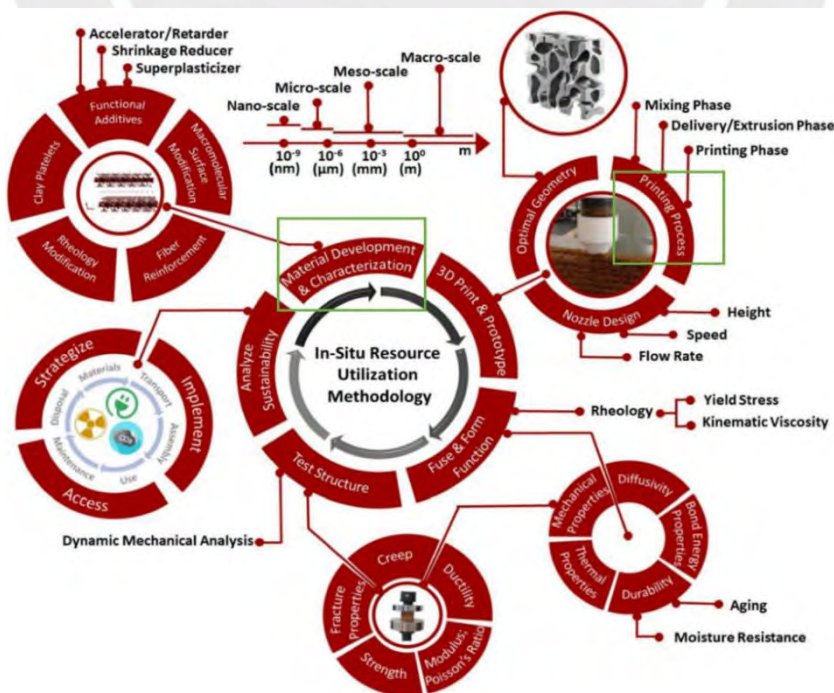 Accelerator/Retarder
Shrinkage Reducer
Superplasticizer
Functional
Additives
Clay Platelets
Macromolecular
Surface
Modification
Rheology
Modification
Fiber
Reinforcement
Nano-scale
Micro-scale
Meso-scale
Macro-scale
10⁻⁹
(nm)
10⁻⁶
(µm)
10⁻³
(mm)
10⁰
(m)
m
Mixing Phase
Delivery/Extrusion Phase
Printing Phase
Optimal Geometry
Printing Process
Nozzle Design
Height
Speed
Flow Rate
Material Development
& Characterization
3D Print & Prototype
Fuse & Form
Function
Test Structure
Analyze
Sustainability
In-Situ Resource
Utilization
Methodology
Strategize
Implement
Access
Materials
Transport
Assembly
Use
Maintenance
Disposal
Rheology
Yield Stress
Kinematic Viscosity
Dynamic Mechanical Analysis
Creep
Ductility
Modulus;
Poisson's Ratio
Strength
Fracture
Properties
Mechanical
Properties
Diffusivity
Bond Energy
Properties
Durability
Thermal
Properties
Aging
Moisture Resistance